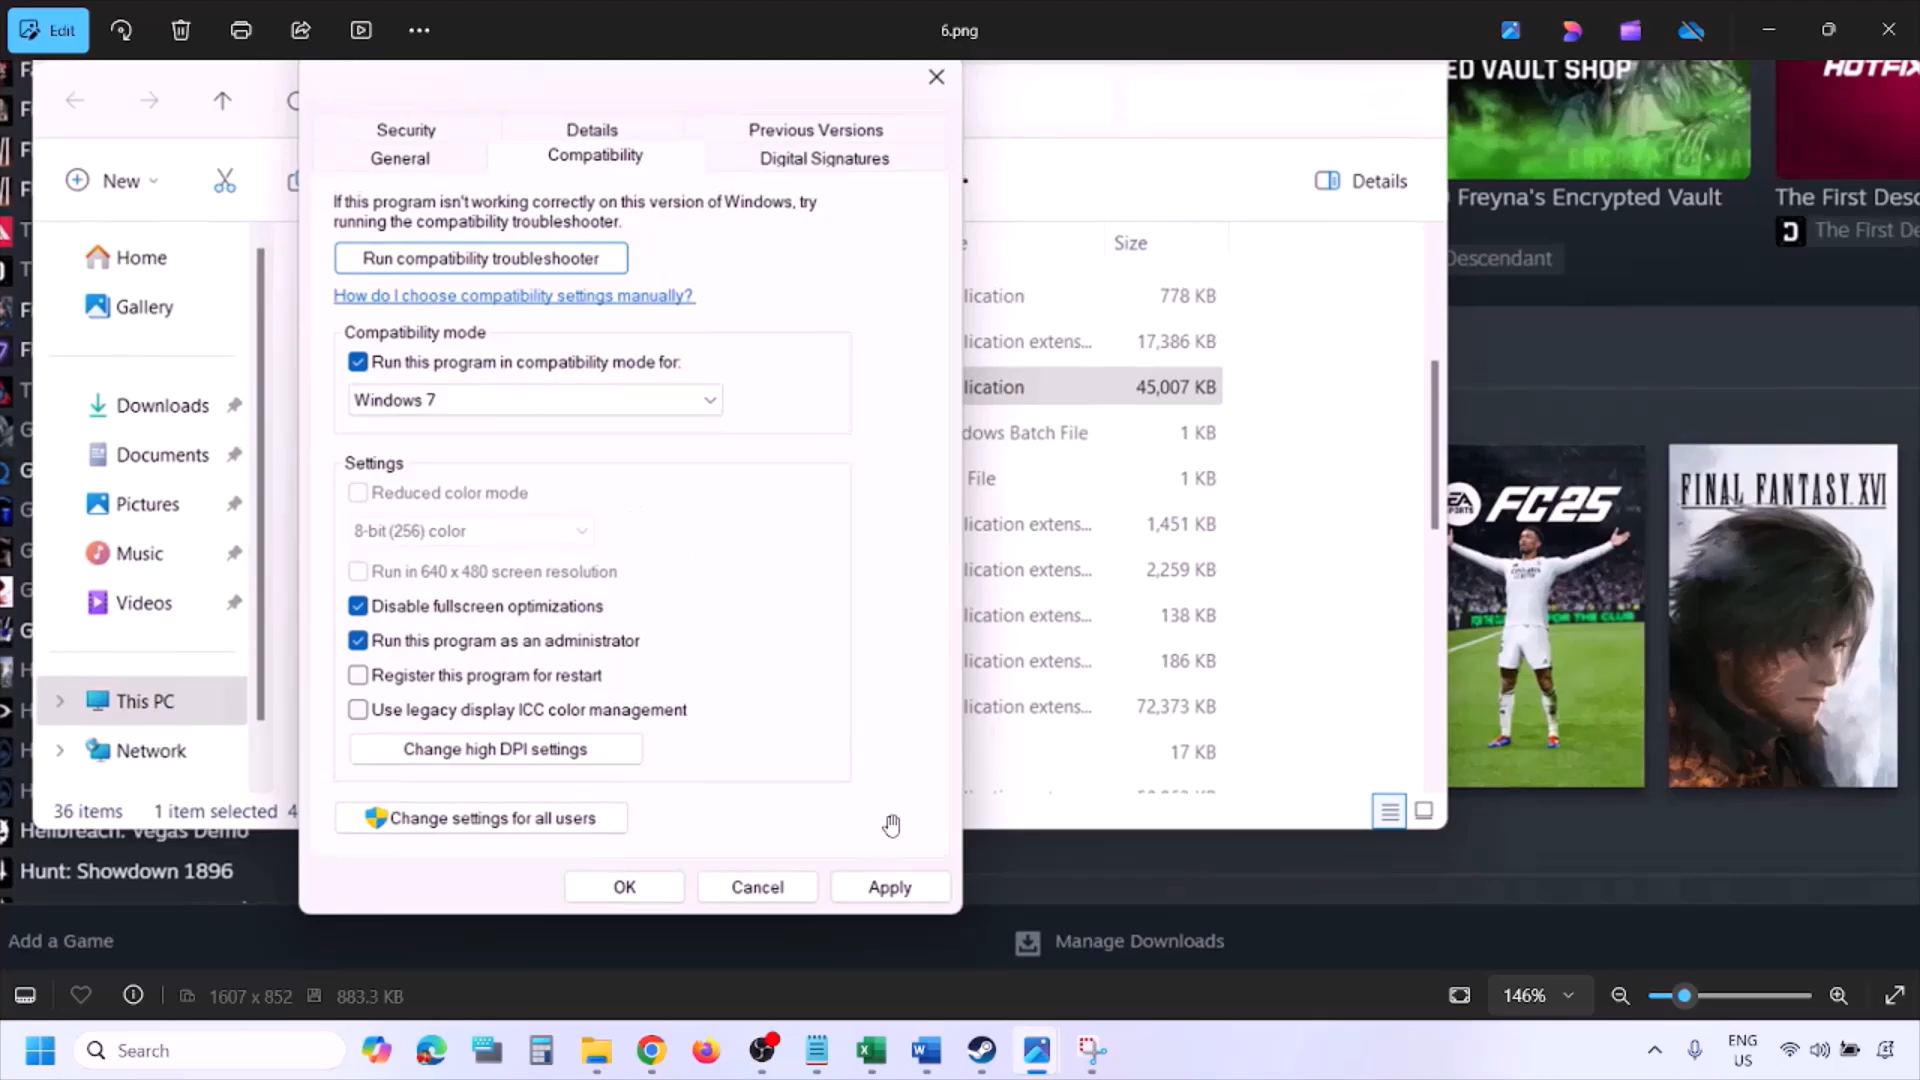 Edit
6.png
New
Home
Gallery
Downloads
Documents
Pictures
Music
Videos
This PC
Network
36 items 1 item selected 4
Security Details Previous Versions
General Compatibility Digital Signatures
If this program isn't working correctly on this version of Windows, try
running the compatibility troubleshooter.
Run compatibility troubleshooter
How do I choose compatibility settings manually?
Compatibility mode
Run this program in compatibility mode for:
Windows 7
Settings
Reduced color mode
8-bit (256) color
Run in 640 x 480 screen resolution
Disable fullscreen optimizations
Run this program as an administrator
Register this program for restart
Use legacy display ICC color management
Change high DPI settings
Change settings for all users
OK Cancel Apply
Details
Size
lication 778 KB
lication extens... 17,386 KB
lication 45,007 KB
dows Batch File 1 KB
File 1 KB
lication extens... 1,451 KB
lication extens... 2,259 KB
lication extens... 138 KB
lication extens... 186 KB
lication extens... 72,373 KB
17 KB
ED VAULT SHOP
HOTFIX
Freyna's Encrypted Vault
The First Desc
The First De
Descendant
EA SPORTS FC25
FINAL FANTASY XVI
Hellbreach: Vegas Demo
Hunt: Showdown 1896
Add a Game
Manage Downloads
1607 x 852 883.3 KB
146%
Search
ENG
US